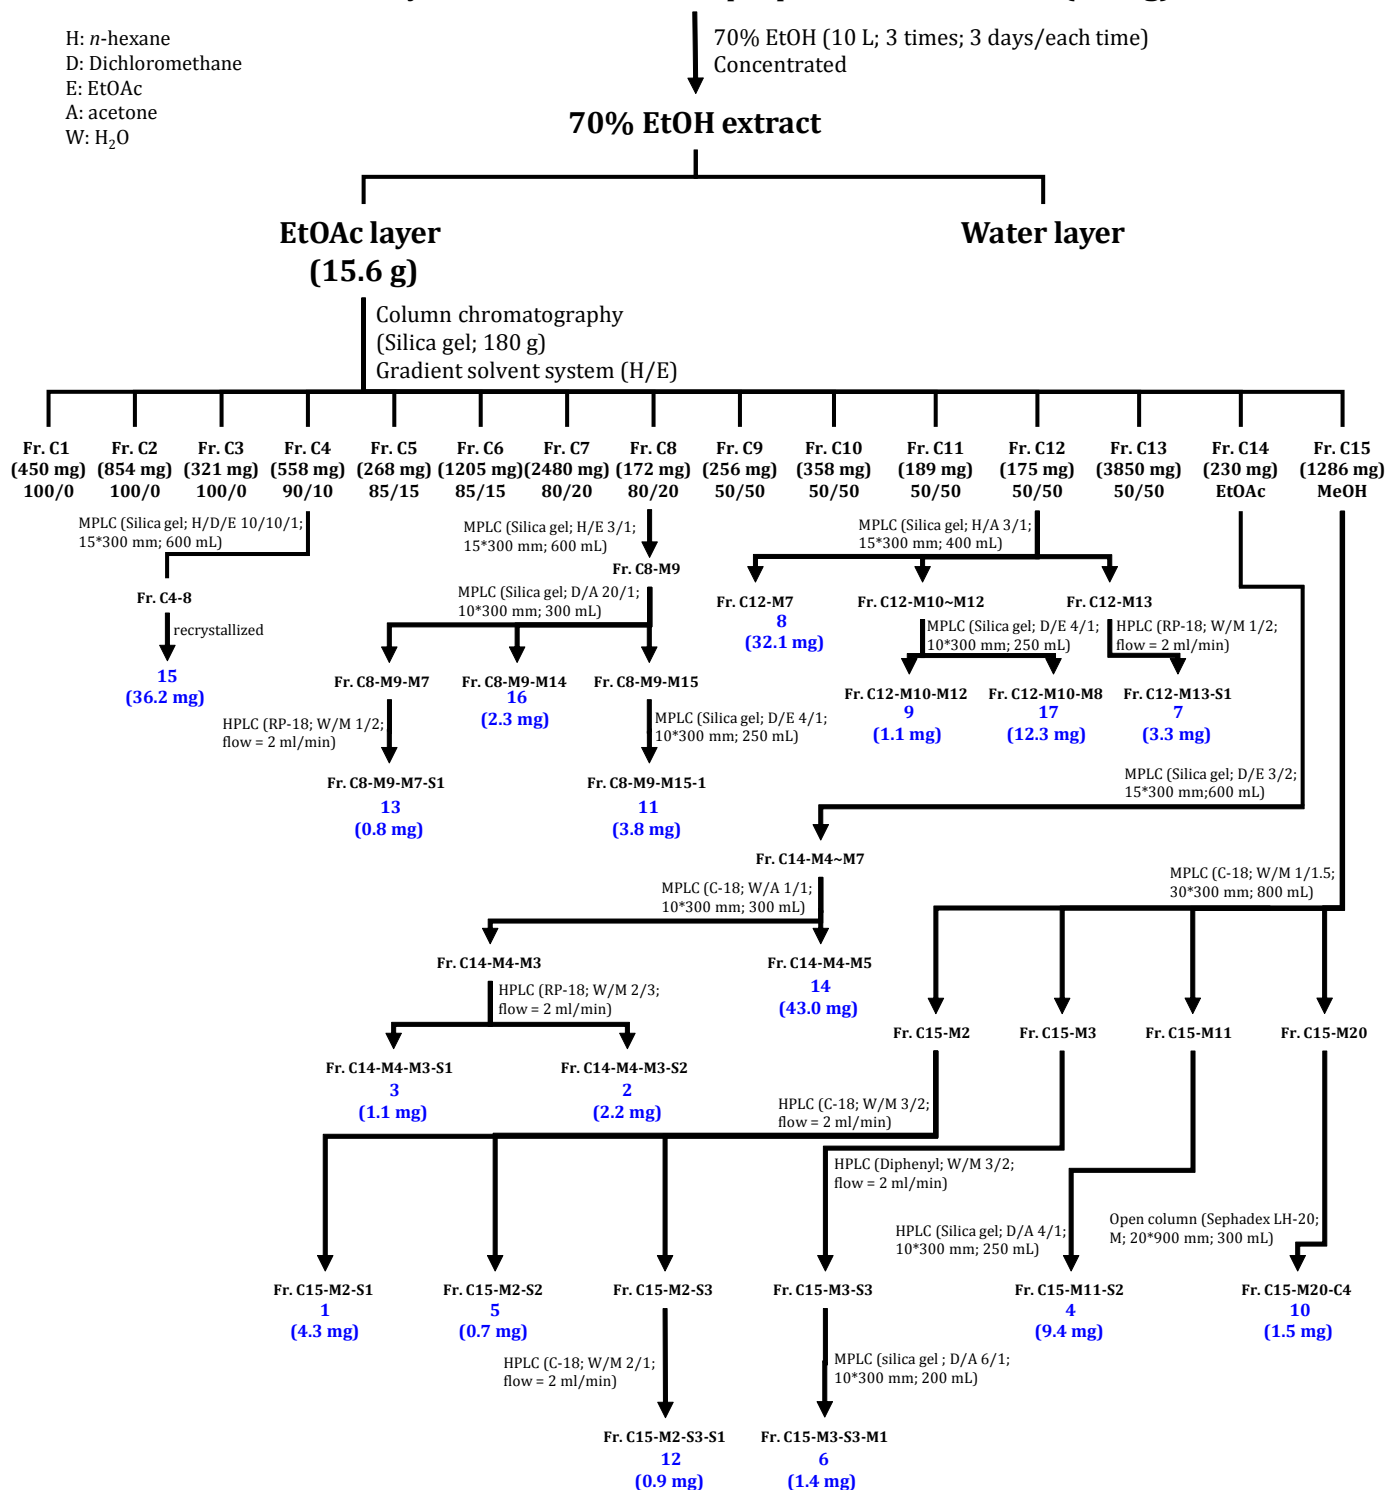 H: n-hexane
D: Dichloromethane
E: EtOAc
A: acetone
W: H₂O
70% EtOH (10 L; 3 times; 3 days/each time)
Concentrated
70% EtOH extract
EtOAc layer
(15.6 g)
Water layer
Column chromatography
(Silica gel; 180 g)
Gradient solvent system (H/E)
Fr. C1
(450 mg)
100/0
Fr. C2
(854 mg)
100/0
Fr. C3
(321 mg)
100/0
Fr. C4
(558 mg)
90/10
Fr. C5
(268 mg)
85/15
Fr. C6
(1205 mg)
85/15
Fr. C7
(2480 mg)
80/20
Fr. C8
(172 mg)
80/20
Fr. C9
(256 mg)
50/50
Fr. C10
(358 mg)
50/50
Fr. C11
(189 mg)
50/50
Fr. C12
(175 mg)
50/50
Fr. C13
(3850 mg)
50/50
Fr. C14
(230 mg)
EtOAc
Fr. C15
(1286 mg)
MeOH
MPLC (Silica gel; H/D/E 10/10/1;
15*300 mm; 600 mL)
Fr. C4-8
recrystallized
15
(36.2 mg)
MPLC (Silica gel; H/E 3/1;
15*300 mm; 600 mL)
Fr. C8-M9
MPLC (Silica gel; D/A 20/1;
10*300 mm; 300 mL)
Fr. C8-M9-M7
Fr. C8-M9-M14
16
(2.3 mg)
Fr. C8-M9-M15
HPLC (RP-18; W/M 1/2;
flow = 2 ml/min)
Fr. C8-M9-M7-S1
13
(0.8 mg)
MPLC (Silica gel; D/E 4/1;
10*300 mm; 250 mL)
Fr. C8-M9-M15-1
11
(3.8 mg)
MPLC (Silica gel; H/A 3/1;
15*300 mm; 400 mL)
Fr. C12-M7
8
(32.1 mg)
Fr. C12-M10~M12
Fr. C12-M13
MPLC (Silica gel; D/E 4/1;
10*300 mm; 250 mL)
HPLC (RP-18; W/M 1/2;
flow = 2 ml/min)
Fr. C12-M10-M12
9
(1.1 mg)
Fr. C12-M10-M8
17
(12.3 mg)
Fr. C12-M13-S1
7
(3.3 mg)
MPLC (Silica gel; D/E 3/2;
15*300 mm;600 mL)
Fr. C14-M4~M7
MPLC (C-18; W/A 1/1;
10*300 mm; 300 mL)
Fr. C14-M4-M3
Fr. C14-M4-M5
14
(43.0 mg)
HPLC (RP-18; W/M 2/3;
flow = 2 ml/min)
Fr. C14-M4-M3-S1
3
(1.1 mg)
Fr. C14-M4-M3-S2
2
(2.2 mg)
MPLC (C-18; W/M 1/1.5;
30*300 mm; 800 mL)
Fr. C15-M2
Fr. C15-M3
Fr. C15-M11
Fr. C15-M20
HPLC (C-18; W/M 3/2;
flow = 2 ml/min)
HPLC (Diphenyl; W/M 3/2;
flow = 2 ml/min)
HPLC (Silica gel; D/A 4/1;
10*300 mm; 250 mL)
Open column (Sephadex LH-20;
M; 20*900 mm; 300 mL)
Fr. C15-M2-S1
1
(4.3 mg)
Fr. C15-M2-S2
5
(0.7 mg)
Fr. C15-M2-S3
Fr. C15-M3-S3
Fr. C15-M11-S2
4
(9.4 mg)
Fr. C15-M20-C4
10
(1.5 mg)
HPLC (C-18; W/M 2/1;
flow = 2 ml/min)
MPLC (silica gel ; D/A 6/1;
10*300 mm; 200 mL)
Fr. C15-M2-S3-S1
12
(0.9 mg)
Fr. C15-M3-S3-M1
6
(1.4 mg)